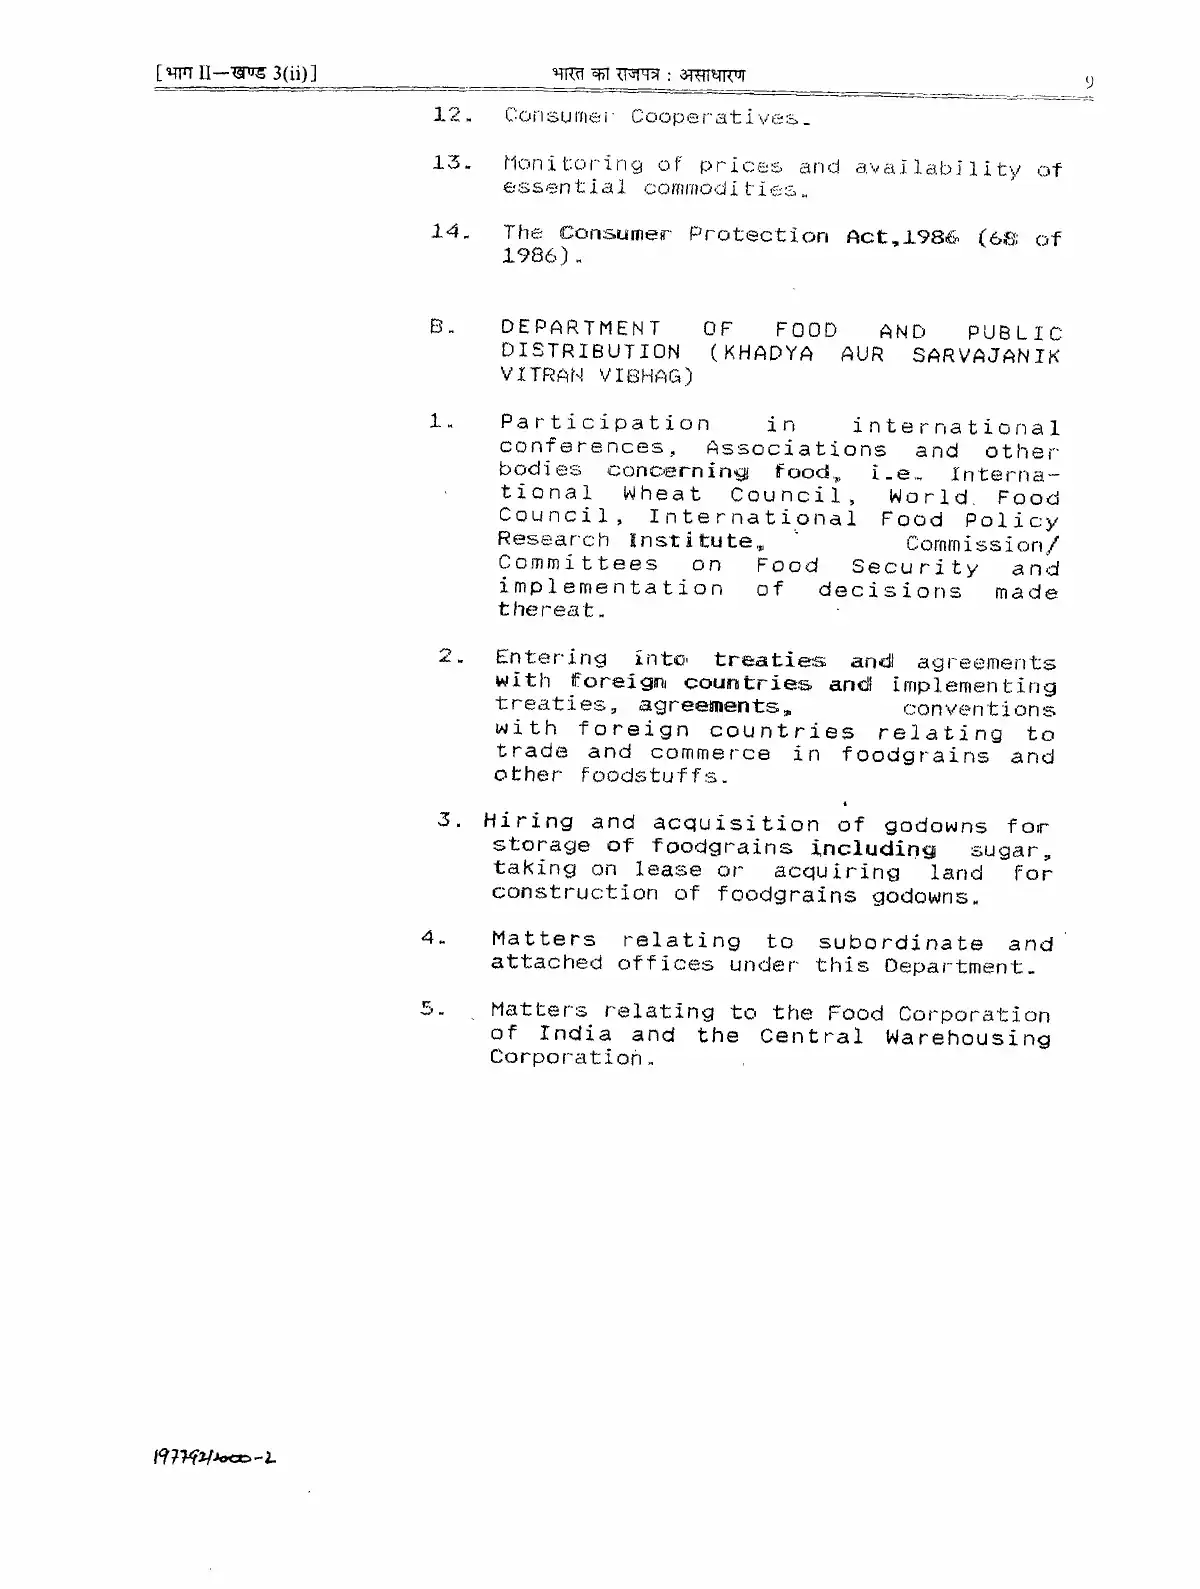 [भाग II—खण्ड 3(ii)] भारत का राजपत्र : असाधारण 9
12. Consumer Cooperatives.
13. Monitoring of prices and availability of
essential commodities.
14. The Consumer Protection Act,1986 (68 of
1986).
B. DEPARTMENT OF FOOD AND PUBLIC
DISTRIBUTION (KHADYA AUR SARVAJANIK
VITRAN VIBHAG)
1. Participation in international
conferences, Associations and other
bodies concerning food, i.e. Interna-
tional Wheat Council, World Food
Council, International Food Policy
Research Institute, Commission/
Committees on Food Security and
implementation of decisions made
thereat.
2. Entering into treaties and agreements
with foreign countries and implementing
treaties, agreements, conventions
with foreign countries relating to
trade and commerce in foodgrains and
other foodstuffs.
3. Hiring and acquisition of godowns for
storage of foodgrains including sugar,
taking on lease or acquiring land for
construction of foodgrains godowns.
4. Matters relating to subordinate and
attached offices under this Department.
5. Matters relating to the Food Corporation
of India and the Central Warehousing
Corporation.